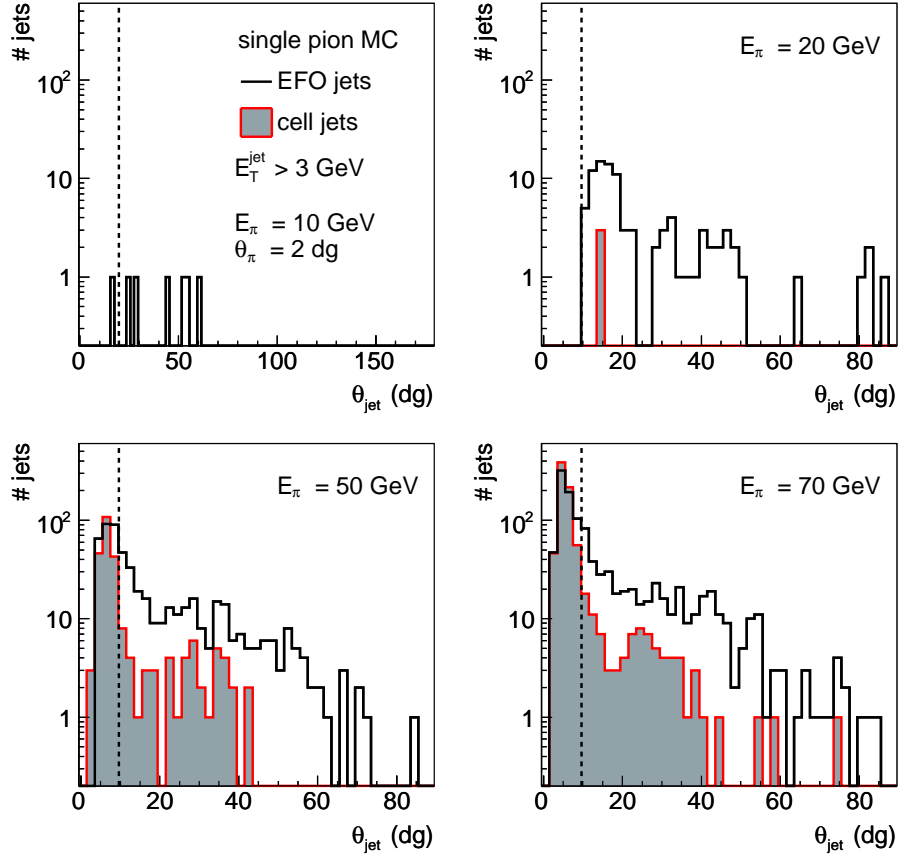 # jets
10²
10
1
0
50
100
150
θjet (dg)
single pion MC
EFO jets
cell jets
E_T^jet > 3 GeV
Eπ = 10 GeV
θπ = 2 dg
# jets
10²
10
1
0
20
40
60
80
θjet (dg)
Eπ = 20 GeV
# jets
10²
10
1
0
20
40
60
80
θjet (dg)
Eπ = 50 GeV
# jets
10²
10
1
0
20
40
60
80
θjet (dg)
Eπ = 70 GeV